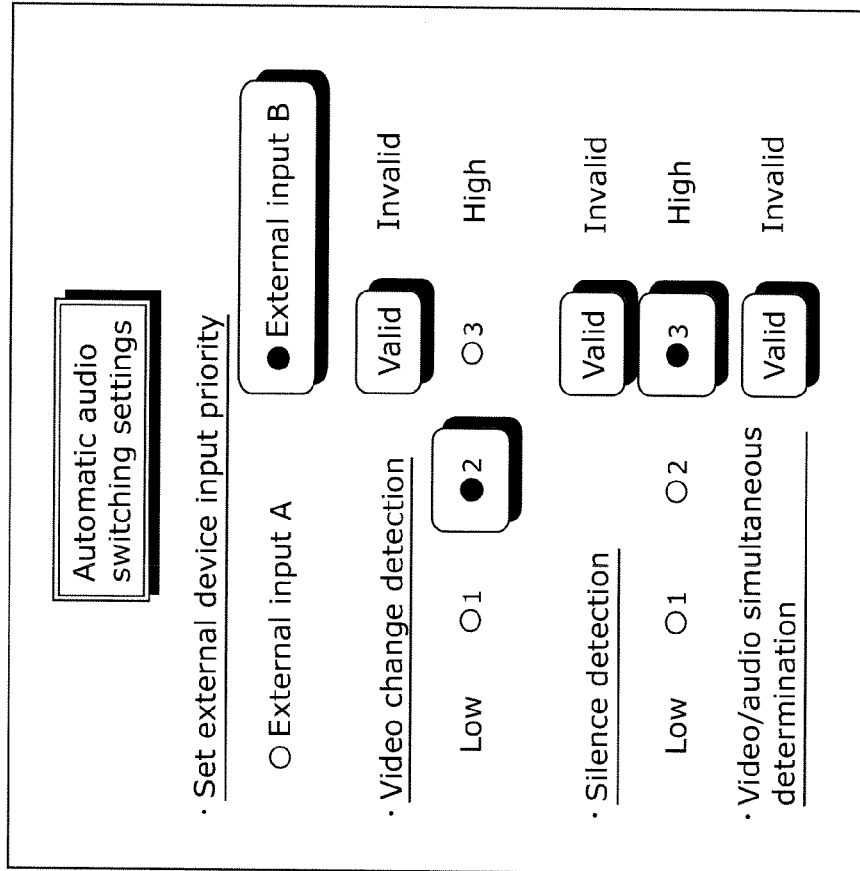 Automatic audio
switching settings
· Set external device input priority
○ External input A ● External input B
· Video change detection Valid Invalid
Low ○1 ●2 ○3 High
· Silence detection Valid Invalid
Low ○1 ○2 ●3 High
· Video/audio simultaneous
determination Valid Invalid